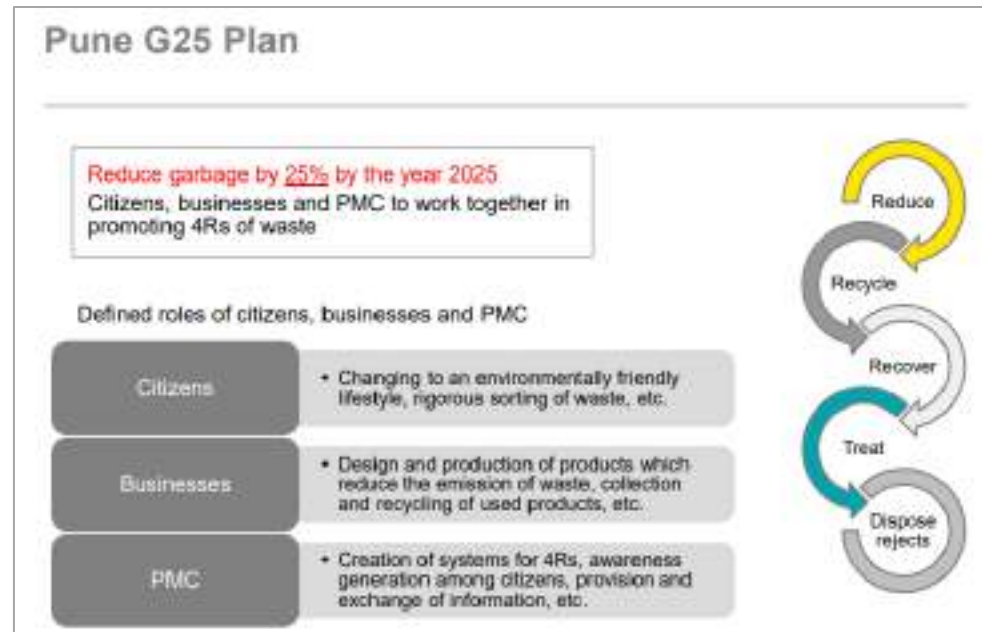 Pune G25 Plan
Reduce garbage by 25% by the year 2025
Citizens, businesses and PMC to work together in
promoting 4Rs of waste
Defined roles of citizens, businesses and PMC
Citizens
• Changing to an environmentally friendly
lifestyle, rigorous sorting of waste, etc.
Businesses
• Design and production of products which
reduce the emission of waste, collection
and recycling of used products, etc.
PMC
• Creation of systems for 4Rs, awareness
generation among citizens, provision and
exchange of information, etc.
Reduce
Recycle
Recover
Treat
Dispose
rejects